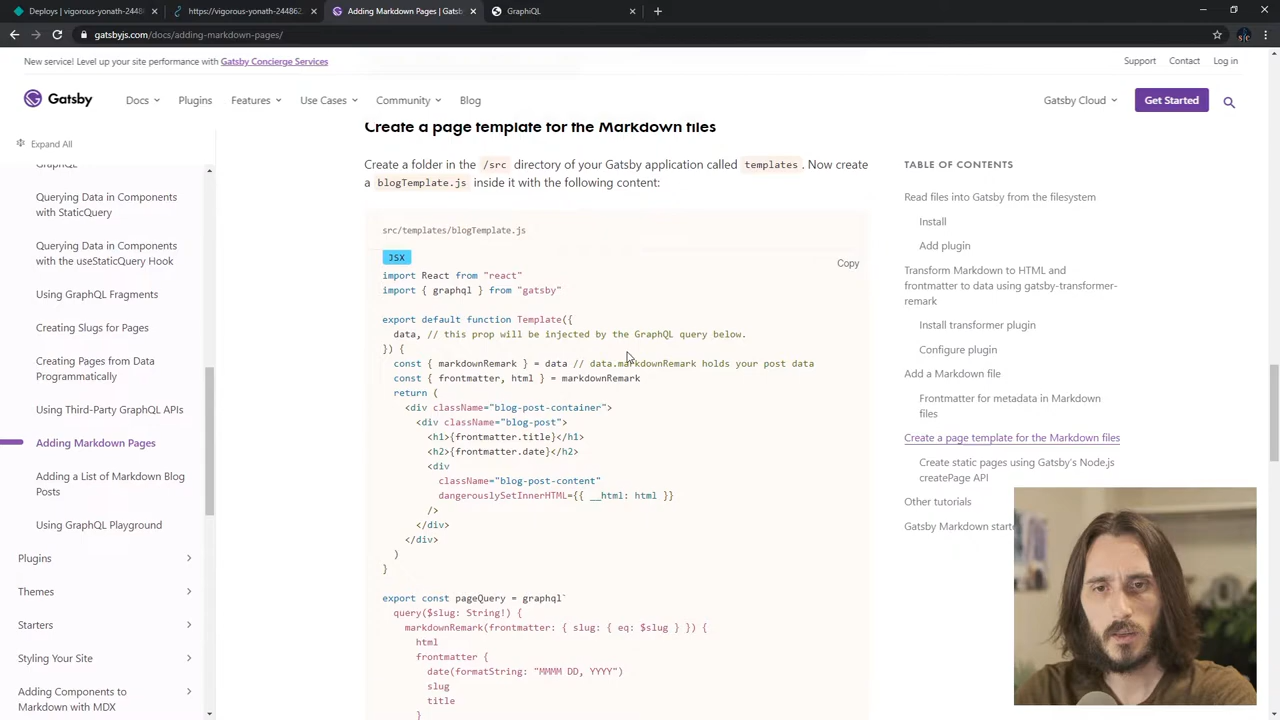 Deploys | vigorous-yonath-2448
https://vigorous-yonath-244862
Adding Markdown Pages | Gatsby
GraphiQL
gatsbyjs.com/docs/adding-markdown-pages/
New service! Level up your site performance with Gatsby Concierge Services
Support
Contact
Log in
Gatsby
Docs
Plugins
Features
Use Cases
Community
Blog
Gatsby Cloud
Get Started
Expand All
GraphQL
Querying Data in Components
with StaticQuery
Querying Data in Components
with the useStaticQuery Hook
Using GraphQL Fragments
Creating Slugs for Pages
Creating Pages from Data
Programmatically
Using Third-Party GraphQL APIs
Adding Markdown Pages
Adding a List of Markdown Blog
Posts
Using GraphQL Playground
Plugins
Themes
Starters
Styling Your Site
Adding Components to
Markdown with MDX
Create a page template for the Markdown files
Create a folder in the /src directory of your Gatsby application called templates. Now create
a blogTemplate.js inside it with the following content:
src/templates/blogTemplate.js
JSX
Copy
import React from "react"
import { graphql } from "gatsby"
export default function Template({
data, // this prop will be injected by the GraphQL query below.
}) {
const { markdownRemark } = data // data.markdownRemark holds your post data
const { frontmatter, html } = markdownRemark
return (
<div className="blog-post-container">
<div className="blog-post">
<h1>{frontmatter.title}</h1>
<h2>{frontmatter.date}</h2>
<div
className="blog-post-content"
dangerouslySetInnerHTML={{ __html: html }}
/>
</div>
</div>
)
}
export const pageQuery = graphql`
query($slug: String!) {
markdownRemark(frontmatter: { slug: { eq: $slug } }) {
html
frontmatter {
date(formatString: "MMMM DD, YYYY")
slug
title
}
TABLE OF CONTENTS
Read files into Gatsby from the filesystem
Install
Add plugin
Transform Markdown to HTML and
frontmatter to data using gatsby-transformer-
remark
Install transformer plugin
Configure plugin
Add a Markdown file
Frontmatter for metadata in Markdown
files
Create a page template for the Markdown files
Create static pages using Gatsby's Node.js
createPage API
Other tutorials
Gatsby Markdown starte